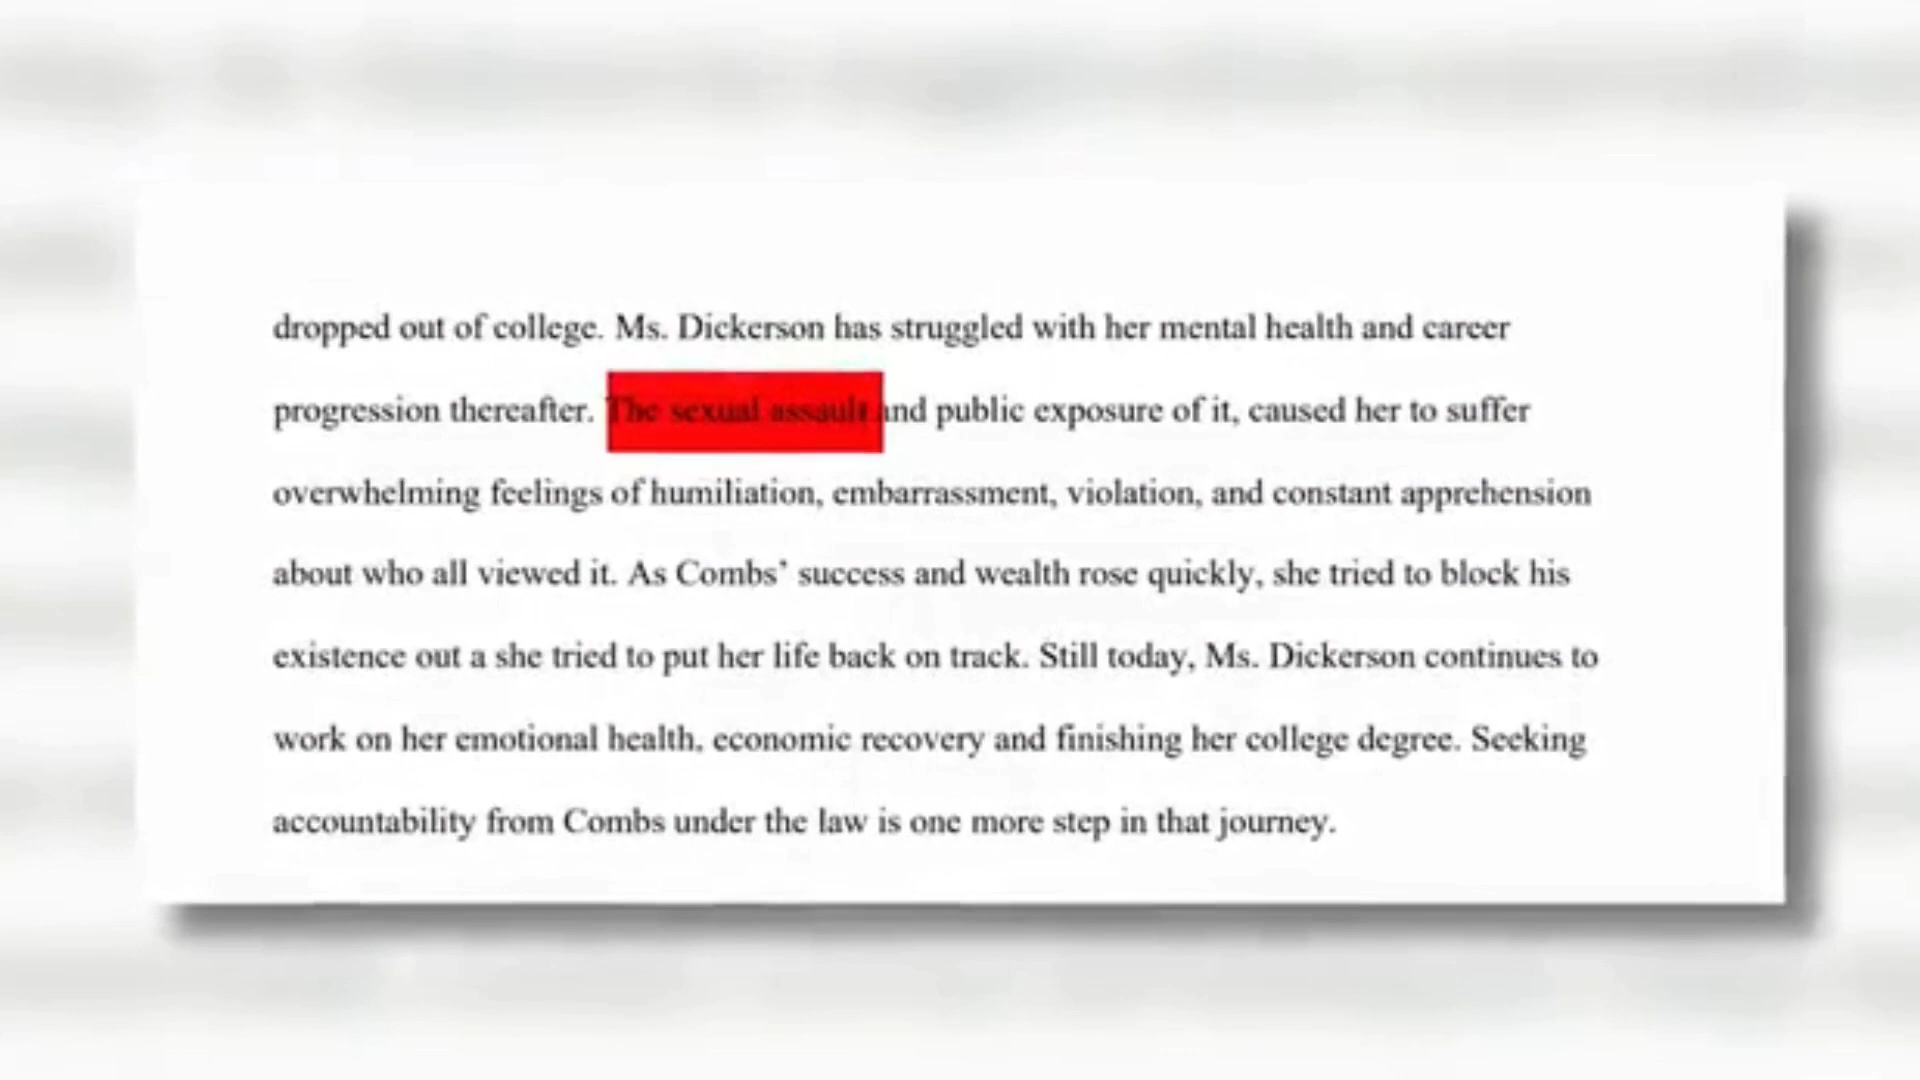 dropped out of college. Ms. Dickerson has struggled with her mental health and career
progression thereafter. The sexual assault and public exposure of it, caused her to suffer
overwhelming feelings of humiliation, embarrassment, violation, and constant apprehension
about who all viewed it. As Combs’ success and wealth rose quickly, she tried to block his
existence out a she tried to put her life back on track. Still today, Ms. Dickerson continues to
work on her emotional health, economic recovery and finishing her college degree. Seeking
accountability from Combs under the law is one more step in that journey.